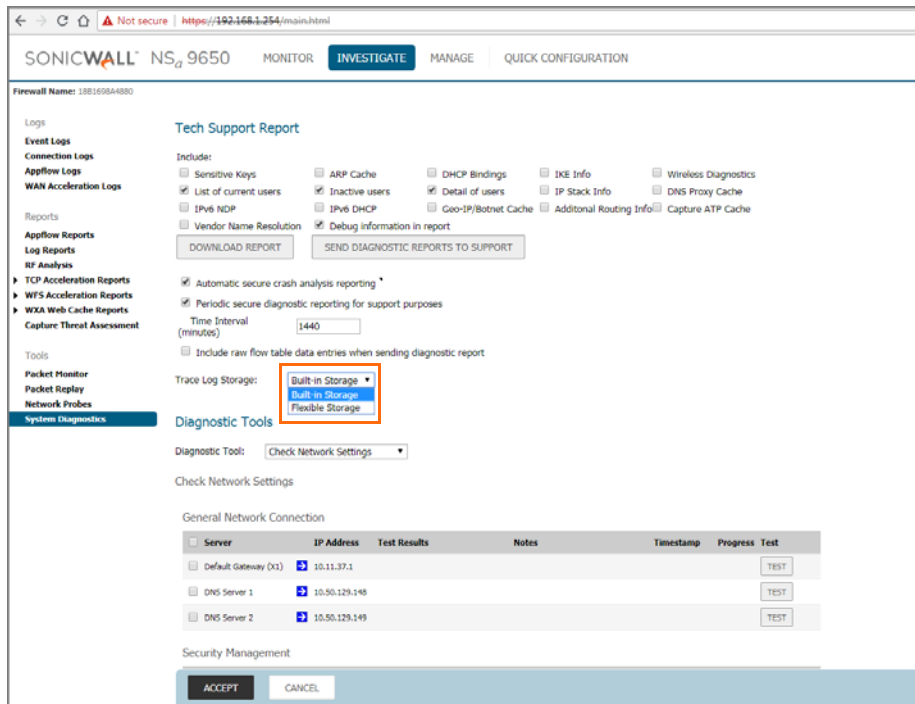 Not secure | https://192.168.1.254/main.html
SONICWALL NSa 9650 MONITOR INVESTIGATE MANAGE QUICK CONFIGURATION
Firewall Name: 18B1698A4880
Logs
Event Logs
Connection Logs
Appflow Logs
WAN Acceleration Logs
Reports
Appflow Reports
Log Reports
RF Analysis
TCP Acceleration Reports
WFS Acceleration Reports
WXA Web Cache Reports
Capture Threat Assessment
Tools
Packet Monitor
Packet Replay
Network Probes
System Diagnostics
Tech Support Report
Include:
Sensitive Keys ARP Cache DHCP Bindings IKE Info Wireless Diagnostics
List of current users Inactive users Detail of users IP Stack Info DNS Proxy Cache
IPv6 NDP IPv6 DHCP Geo-IP/Botnet Cache Additonal Routing Info Capture ATP Cache
Vendor Name Resolution Debug information in report
DOWNLOAD REPORT SEND DIAGNOSTIC REPORTS TO SUPPORT
Automatic secure crash analysis reporting *
Periodic secure diagnostic reporting for support purposes
Time Interval
(minutes) 1440
Include raw flow table data entries when sending diagnostic report
Trace Log Storage: Built-in Storage
Built-in Storage
Flexible Storage
Diagnostic Tools
Diagnostic Tool: Check Network Settings
Check Network Settings
General Network Connection
Server IP Address Test Results Notes Timestamp Progress Test
Default Gateway (X1) 10.11.37.1 TEST
DNS Server 1 10.50.129.148 TEST
DNS Server 2 10.50.129.149 TEST
Security Management
ACCEPT CANCEL